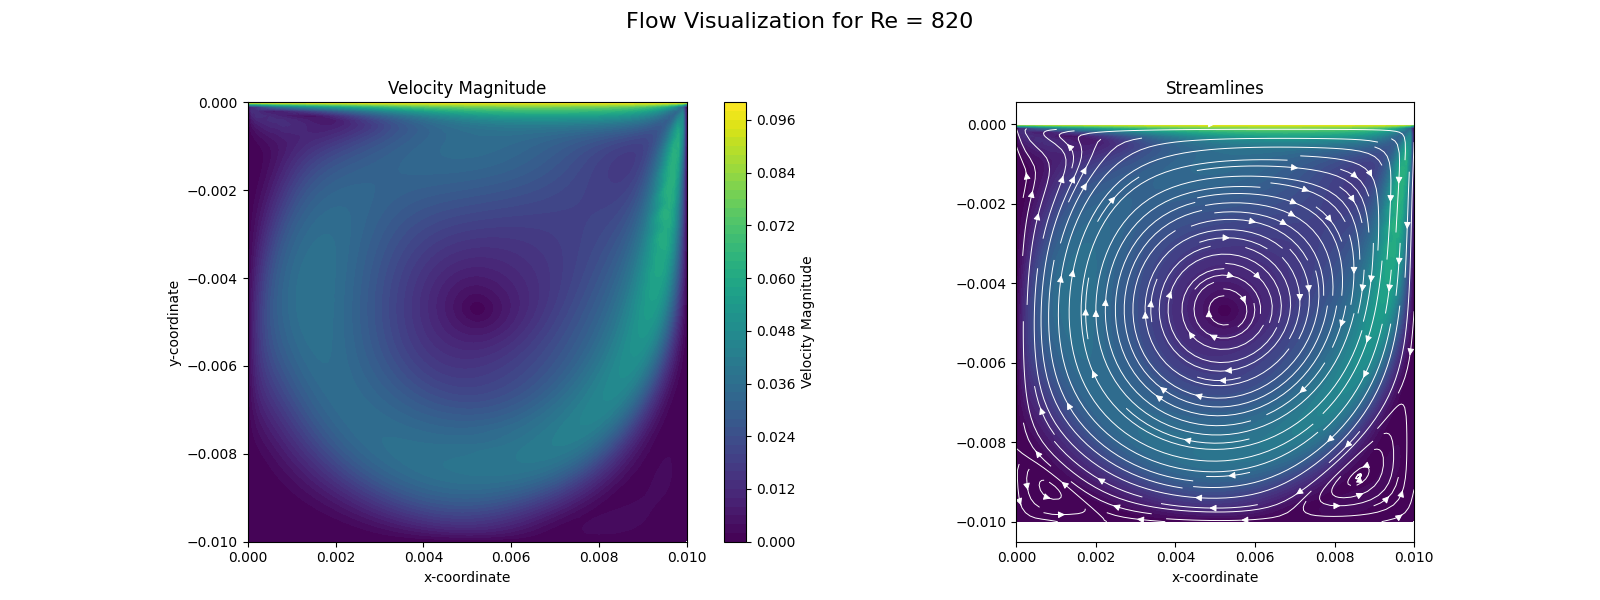 Flow Visualization for Re = 820
Velocity Magnitude
0.000
−0.002
−0.004
−0.006
−0.008
−0.010
y-coordinate
0.000 0.002 0.004 0.006 0.008 0.010
x-coordinate
0.096
0.084
0.072
0.060
0.048
0.036
0.024
0.012
0.000
Velocity Magnitude
Streamlines
0.000
−0.002
−0.004
−0.006
−0.008
−0.010
0.000 0.002 0.004 0.006 0.008 0.010
x-coordinate